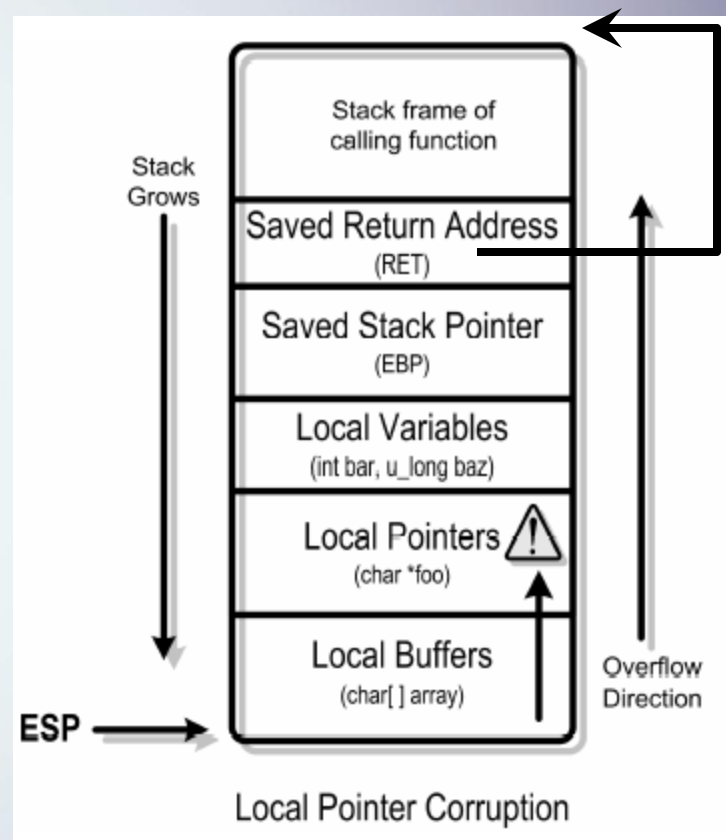 Stack frame of
calling function
Stack
Grows
Saved Return Address
(RET)
Saved Stack Pointer
(EBP)
Local Variables
(int bar, u_long baz)
Local Pointers
(char *foo)
Local Buffers
(char[ ] array)
Overflow
Direction
ESP
Local Pointer Corruption